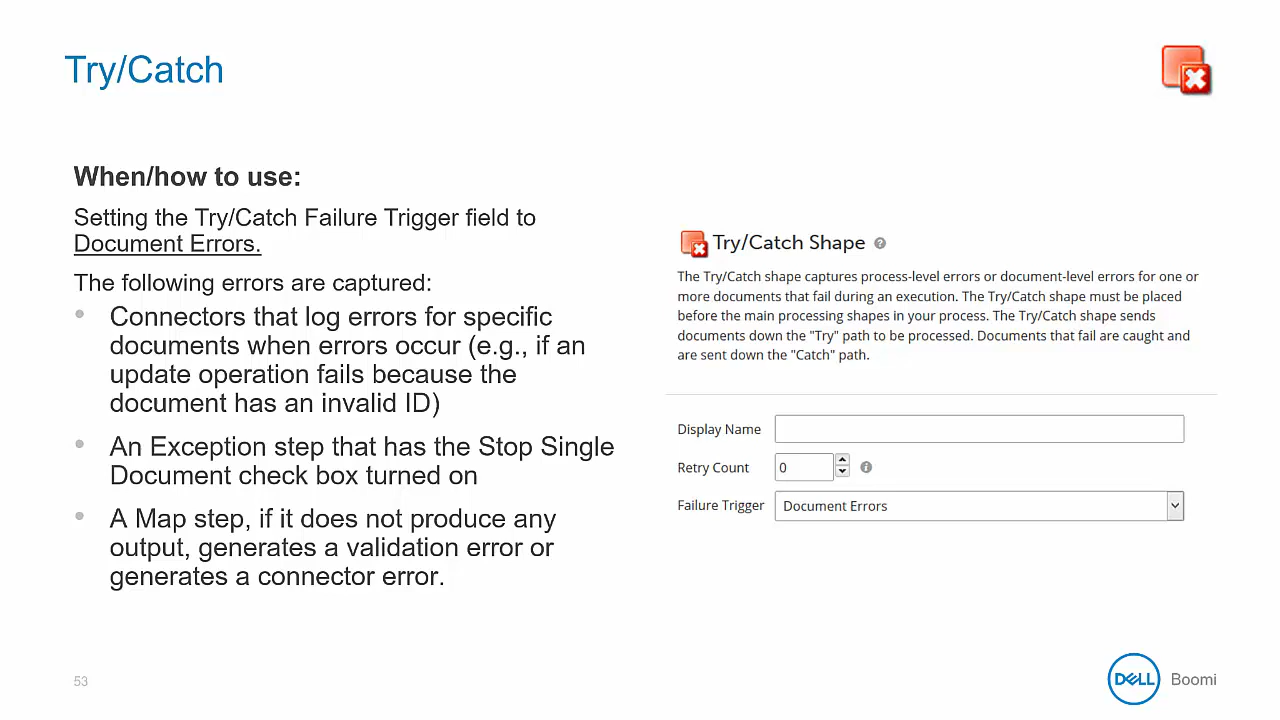 Try/Catch
When/how to use:
Setting the Try/Catch Failure Trigger field to
Document Errors.
The following errors are captured:
• Connectors that log errors for specific
documents when errors occur (e.g., if an
update operation fails because the
document has an invalid ID)
• An Exception step that has the Stop Single
Document check box turned on
• A Map step, if it does not produce any
output, generates a validation error or
generates a connector error.
Try/Catch Shape ?
The Try/Catch shape captures process-level errors or document-level errors for one or
more documents that fail during an execution. The Try/Catch shape must be placed
before the main processing shapes in your process. The Try/Catch shape sends
documents down the "Try" path to be processed. Documents that fail are caught and
are sent down the "Catch" path.
Display Name
Retry Count 0 i
Failure Trigger Document Errors
53
DELL Boomi